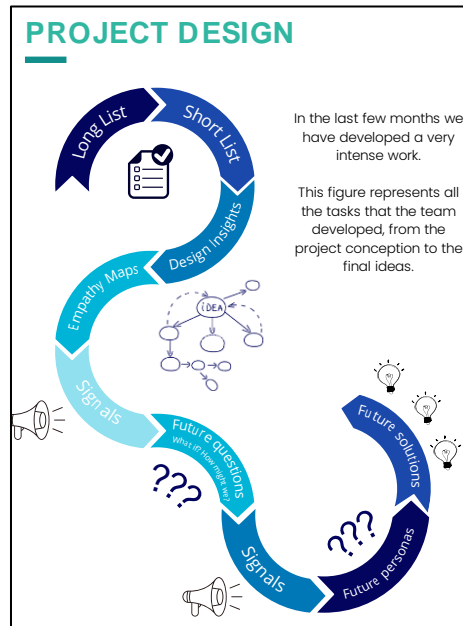 PROJECT DESIGN
In the last few months we
have developed a very
intense work.
This figure represents all
the tasks that the team
developed, from the
project conception to the
final ideas.
Long List
Short List
Design Insights
Empathy Maps
iDEA
Signals
Future questions
What if? How might we?
???
Signals
???
Future personas
Future solutions